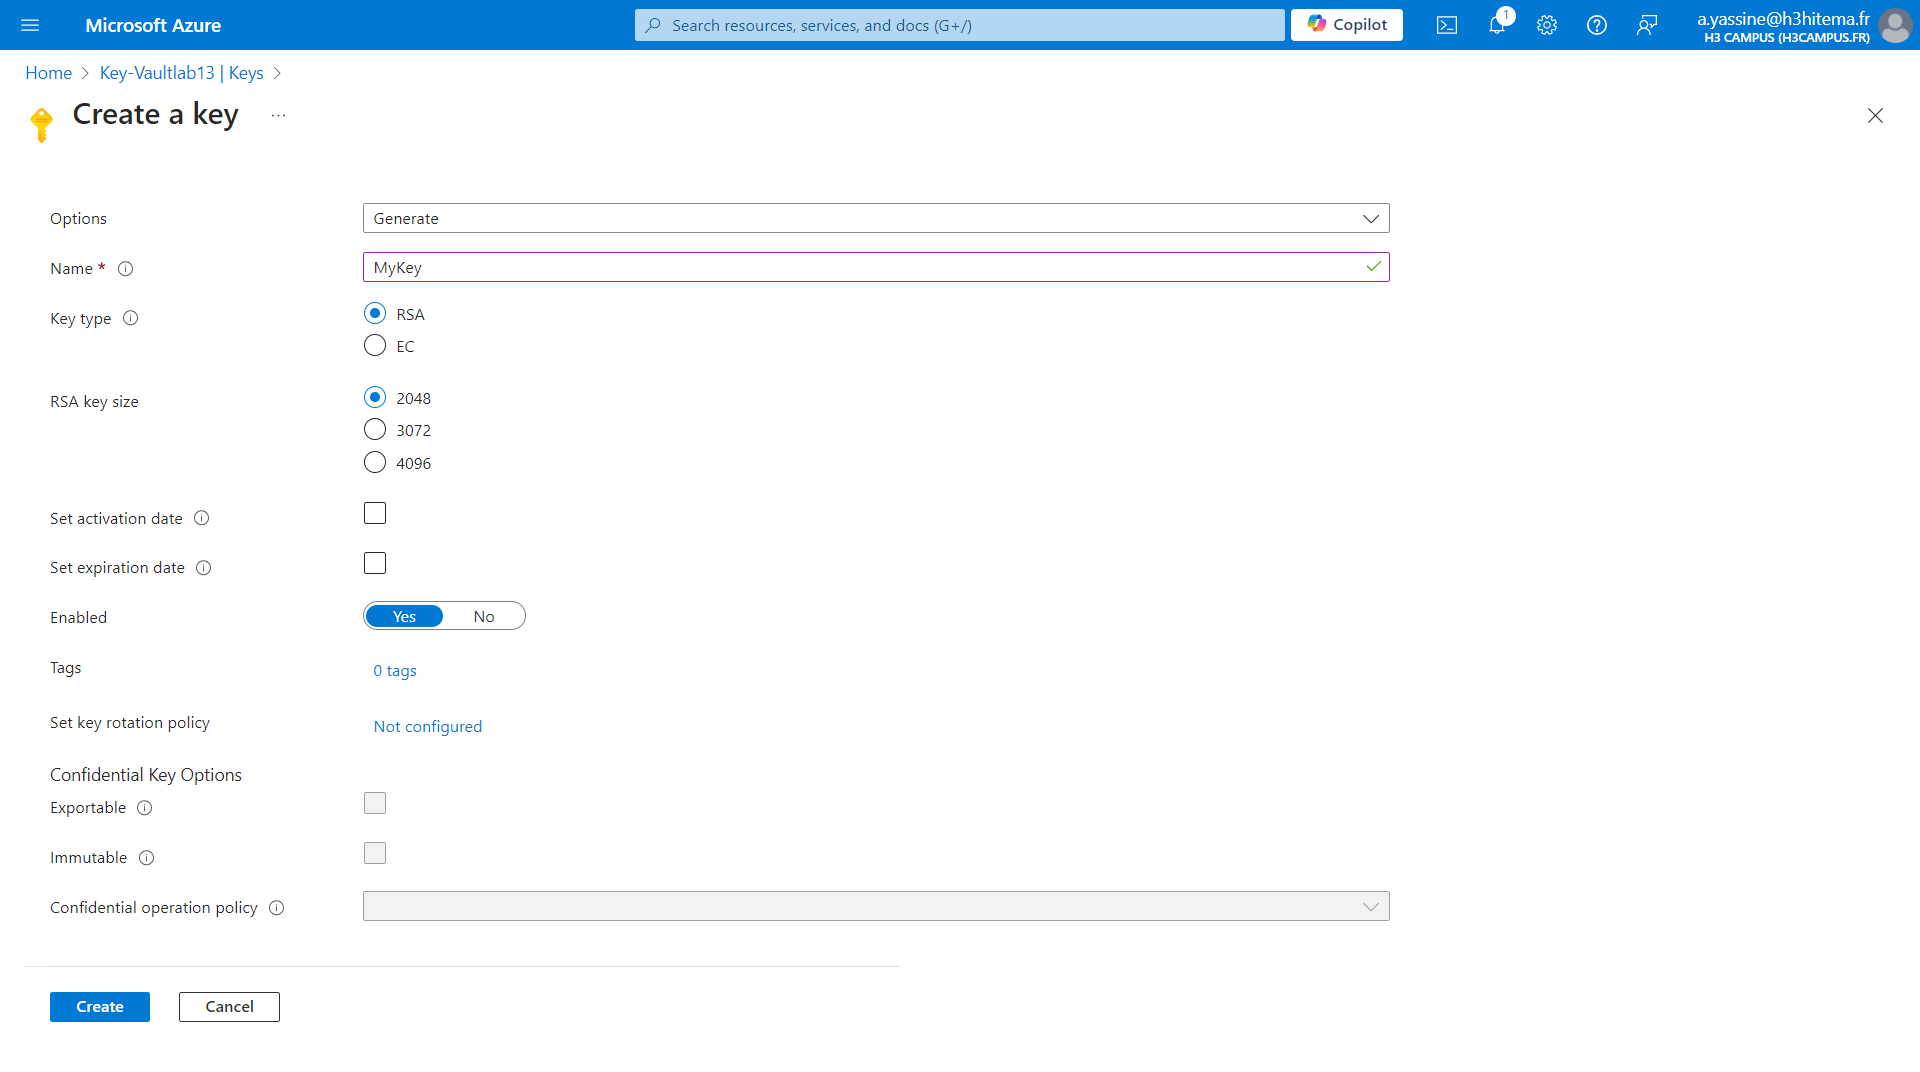 Microsoft Azure
Search resources, services, and docs (G+/)
Copilot
1
a.yassine@h3hitema.fr
H3 CAMPUS (H3CAMPUS.FR)
Home > Key-Vaultlab13 | Keys >
Create a key ...
Options
Generate
Name *
MyKey
Key type
RSA
EC
RSA key size
2048
3072
4096
Set activation date
Set expiration date
Enabled
Yes No
Tags
0 tags
Set key rotation policy
Not configured
Confidential Key Options
Exportable
Immutable
Confidential operation policy
Create Cancel